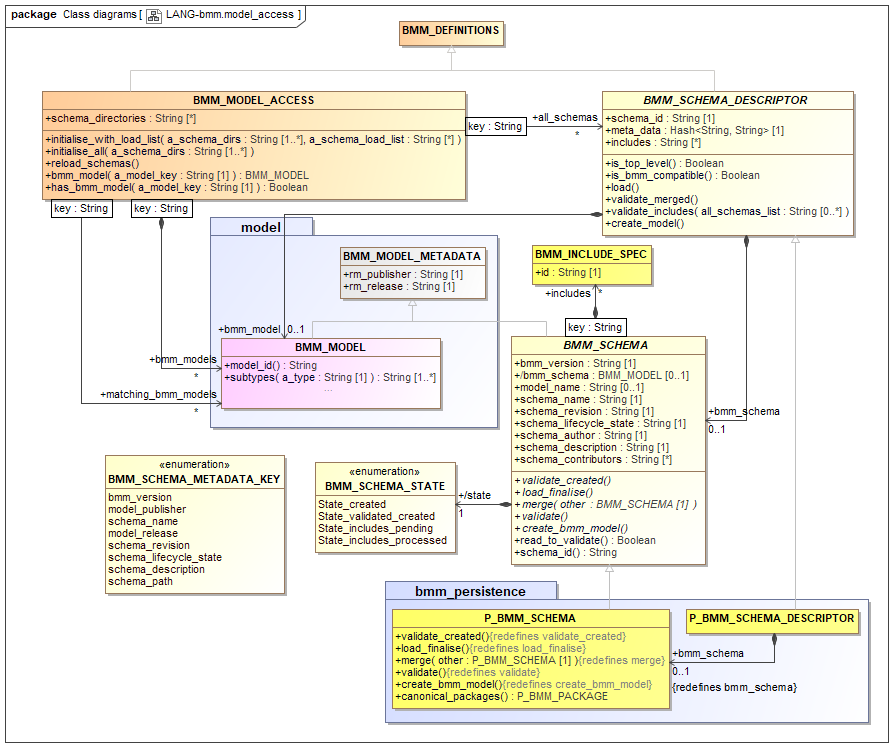 package Class diagrams [ LANG-bmm.model_access ]
BMM_DEFINITIONS
BMM_MODEL_ACCESS
+schema_directories : String [*]
+initialise_with_load_list( a_schema_dirs : String [1..*], a_schema_load_list : String [*] )
+initialise_all( a_schema_dirs : String [1..*] )
+reload_schemas()
+bmm_model( a_model_key : String [1] ) : BMM_MODEL
+has_bmm_model( a_model_key : String [1] ) : Boolean
key : String
+all_schemas
*
BMM_SCHEMA_DESCRIPTOR
+schema_id : String [1]
+meta_data : Hash<String, String> [1]
+includes : String [*]
+is_top_level() : Boolean
+is_bmm_compatible() : Boolean
+load()
+validate_merged()
+validate_includes( all_schemas_list : String [0..*] )
+create_model()
key : String
key : String
model
BMM_MODEL_METADATA
+rm_publisher : String [1]
+rm_release : String [1]
BMM_INCLUDE_SPEC
+id : String [1]
+includes
*
key : String
+bmm_model
0..1
BMM_MODEL
+model_id() : String
+subtypes( a_type : String [1] ) : String [1..*]
...
+bmm_models
*
+matching_bmm_models
*
BMM_SCHEMA
+bmm_version : String [1]
+/bmm_schema : BMM_MODEL [0..1]
+model_name : String [0..1]
+schema_name : String [1]
+schema_revision : String [1]
+schema_lifecycle_state : String [1]
+schema_author : String [1]
+schema_description : String [1]
+schema_contributors : String [*]
+validate_created()
+load_finalise()
+merge( other : BMM_SCHEMA [1] )
+validate()
+create_bmm_model()
+read_to_validate() : Boolean
+schema_id() : String
+bmm_schema
0..1
«enumeration»
BMM_SCHEMA_METADATA_KEY
bmm_version
model_publisher
schema_name
model_release
schema_revision
schema_lifecycle_state
schema_description
schema_path
«enumeration»
BMM_SCHEMA_STATE
State_created
State_validated_created
State_includes_pending
State_includes_processed
+/state
1
bmm_persistence
P_BMM_SCHEMA
+validate_created(){redefines validate_created}
+load_finalise(){redefines load_finalise}
+merge( other : P_BMM_SCHEMA [1] ){redefines merge}
+validate(){redefines validate}
+create_bmm_model(){redefines create_bmm_model}
+canonical_packages() : P_BMM_PACKAGE
P_BMM_SCHEMA_DESCRIPTOR
+bmm_schema
0..1
{redefines bmm_schema}